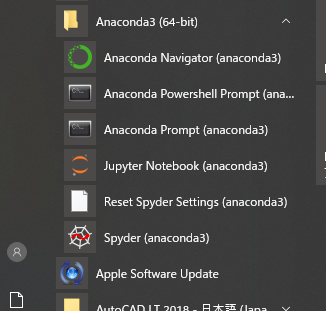 Anaconda3 (64-bit)
Anaconda Navigator (anaconda3)
Anaconda Powershell Prompt (ana...
Anaconda Prompt (anaconda3)
Jupyter Notebook (anaconda3)
Reset Spyder Settings (anaconda3)
Spyder (anaconda3)
Apple Software Update
AutoCAD LT 2018 - 日本語 (Japa...